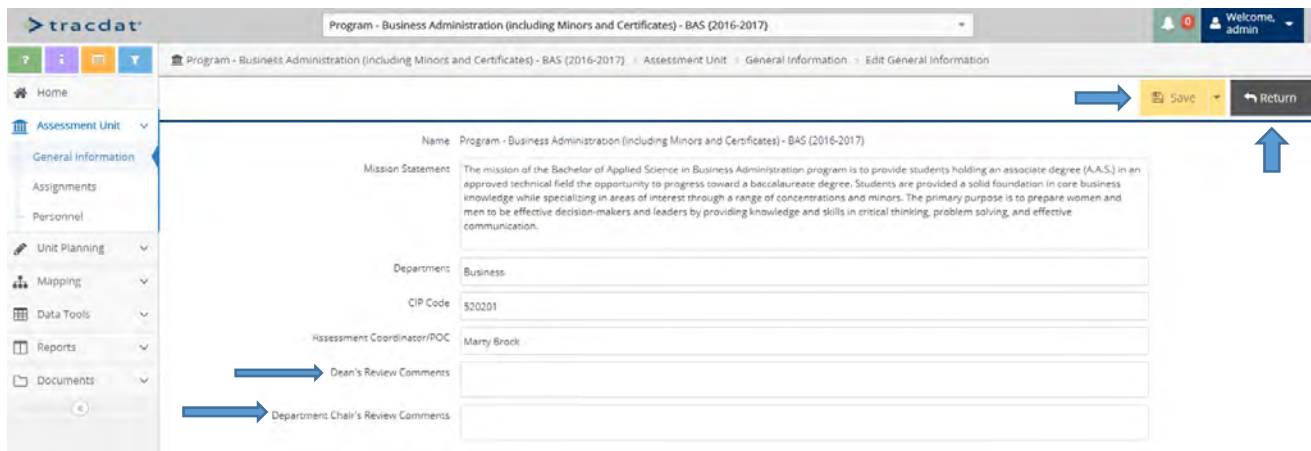 tracdat
Program - Business Administration (including Minors and Certificates) - BAS (2016-2017)
0
Welcome,
admin
?
i
Program - Business Administration (including Minors and Certificates) - BAS (2016-2017) > Assessment Unit > General Information > Edit General Information
Home
Save
Return
Assessment Unit
General Information
Assignments
Personnel
Unit Planning
Mapping
Data Tools
Reports
Documents
Name Program - Business Administration (including Minors and Certificates) - BAS (2016-2017)
Mission Statement The mission of the Bachelor of Applied Science in Business Administration program is to provide students holding an associate degree (A.A.S.) in an
approved technical field the opportunity to progress toward a baccalaureate degree. Students are provided a solid foundation in core business
knowledge while specializing in areas of interest through a range of concentrations and minors. The primary purpose is to prepare women and
men to be effective decision-makers and leaders by providing knowledge and skills in critical thinking, problem solving, and effective
communication.
Department Business
CIP Code 520201
Assessment Coordinator/POC Marty Brock
Dean's Review Comments
Department Chair's Review Comments